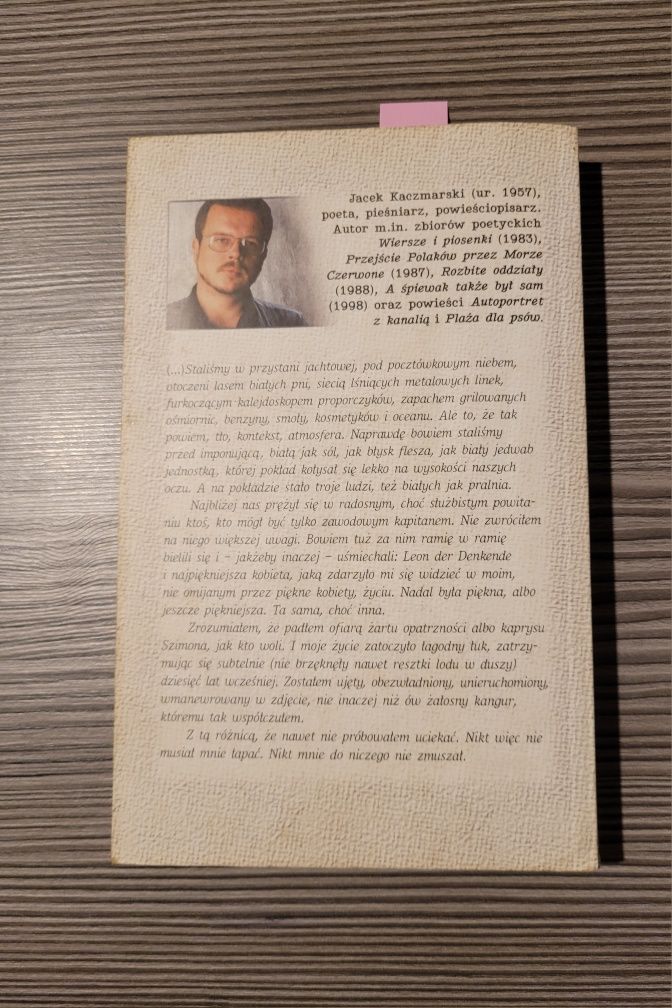 Jacek Kaczmarski (ur. 1957),
poeta, pieśniarz, powieściopisarz.
Autor m.in. zbiorów poetyckich
Wiersze i piosenki (1983),
Przejście Polaków przez Morze
Czerwone (1987), Rozbite oddziały
(1988), A śpiewak także był sam
(1998) oraz powieści Autoportret
z kanalią i Plaża dla psów.
(...)Staliśmy w przystani jachtowej, pod pocztówkowym niebem,
otoczeni lasem białych pni, siecią lśniących metalowych linek,
furkoczącym kalejdoskopem proporczyków, zapachem grilowanych
ośmiornic, benzyny, smoły, kosmetyków i oceanu. Ale to, że tak
powiem, tło, kontekst, atmosfera. Naprawdę bowiem staliśmy
przed imponującą, białą jak sól, jak błysk flesza, jak biały jedwab
jednostką, której pokład kołysał się lekko na wysokości naszych
oczu. A na pokładzie stało troje ludzi, też białych jak pralnia.
Najbliżej nas prężył się w radosnym, choć służbistym powita-
niu ktoś, kto mógł być tylko zawodowym kapitanem. Nie zwróciłem
na niego większej uwagi. Bowiem tuż za nim ramię w ramię
bielili się i – jakżeby inaczej – uśmiechali: Leon der Denkende
i najpiękniejsza kobieta, jaką zdarzyło mi się widzieć w moim,
nie omijanym przez piękne kobiety, życiu. Nadal była piękna, albo
jeszcze piękniejsza. Ta sama, choć inna.
Zrozumiałem, że padłem ofiarą żartu opatrzności albo kaprysu
Szimona, jak kto woli. I moje życie zatoczyło łagodny łuk, zatrzy-
mując się subtelnie (nie brzęknęły nawet resztki lodu w duszy)
dziesięć lat wcześniej. Zostałem ujęty, obezwładniony, unieruchomiony,
wmanewrowany w zdjęcie, nie inaczej niż ów żałosny kangur,
któremu tak współczułem.
Z tą różnicą, że nawet nie próbowałem uciekać. Nikt więc nie
musiał mnie łapać. Nikt mnie do niczego nie zmuszał.